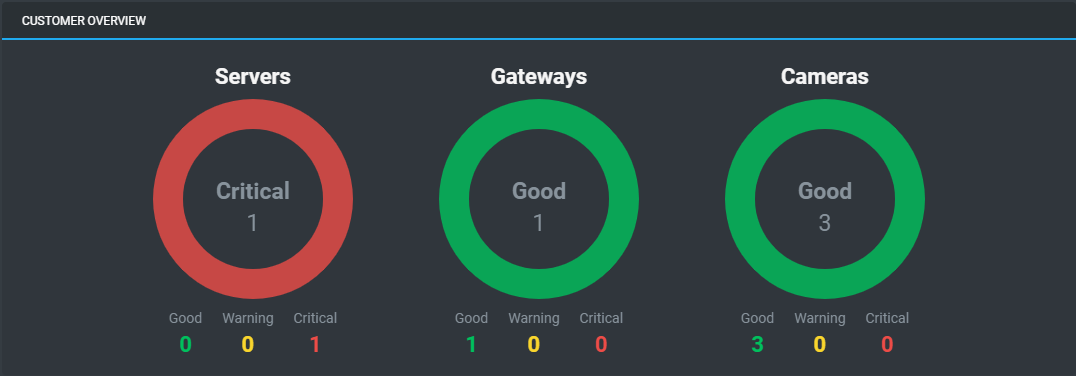 CUSTOMER OVERVIEW
Servers Gateways Cameras
Critical Good Good
1 1 3
Good Warning Critical Good Warning Critical Good Warning Critical
0 0 1 1 0 0 3 0 0